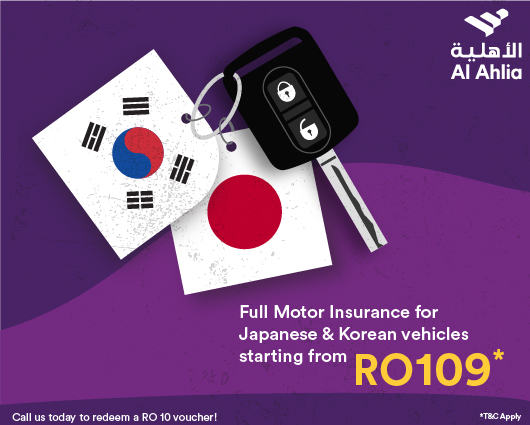 الأهلية
Al Ahlia
Full Motor Insurance for
Japanese & Korean vehicles
starting from RO109*
Call us today to redeem a RO 10 voucher!
*T&C Apply